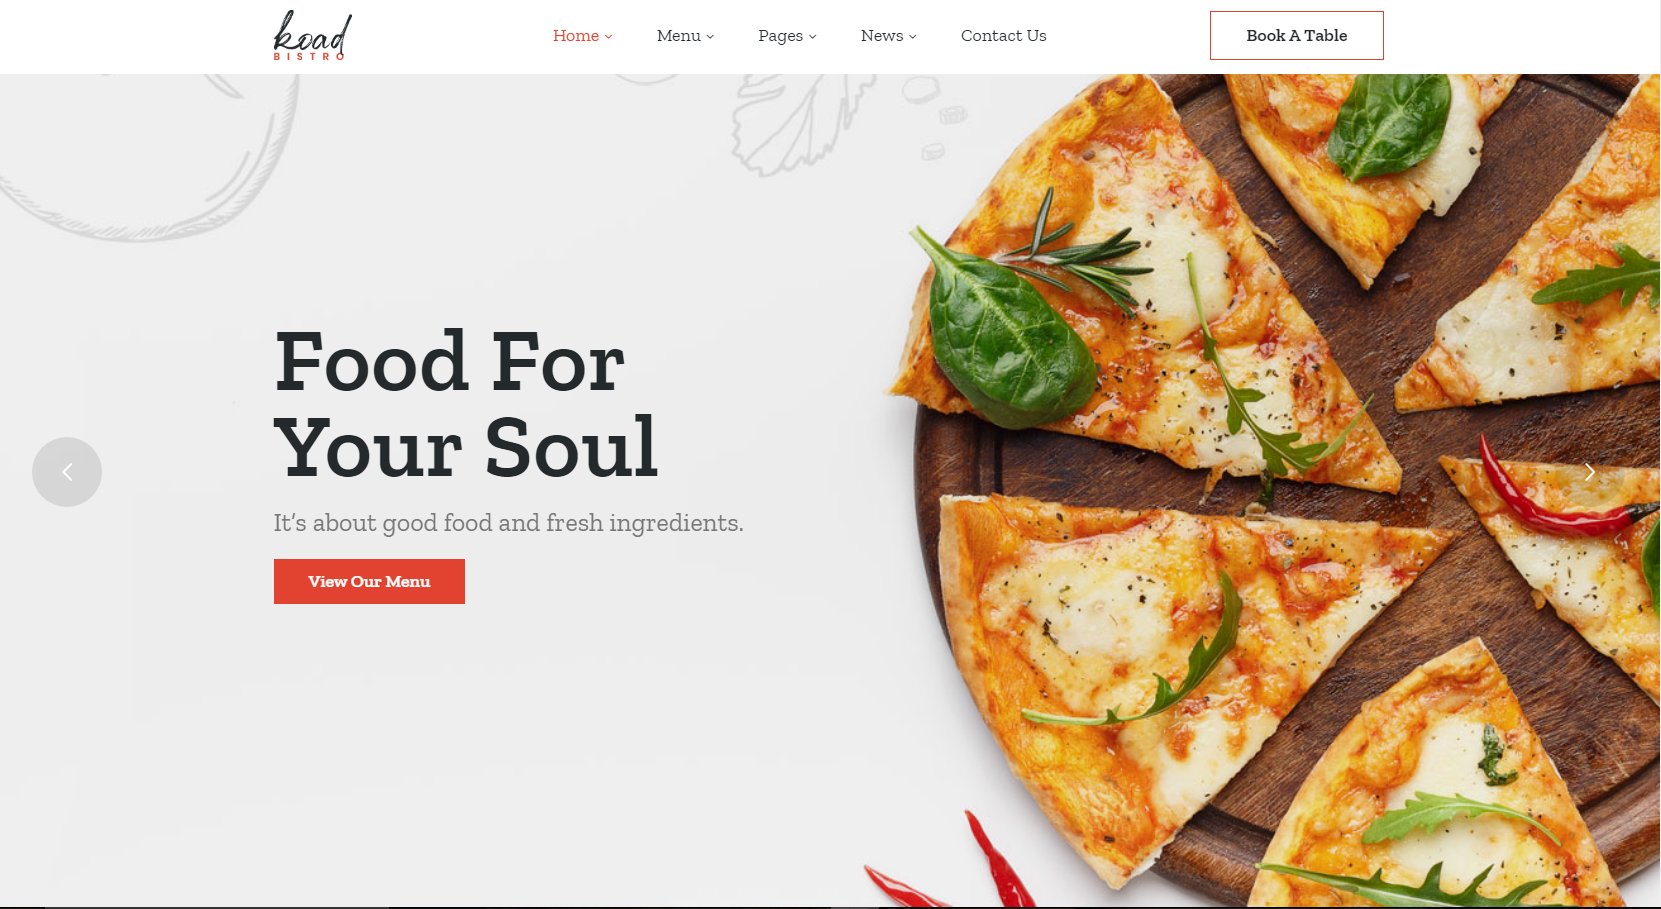 koad
BISTRO
Home
Menu
Pages
News
Contact Us
Book A Table
Food For
Your Soul
It’s about good food and fresh ingredients.
View Our Menu